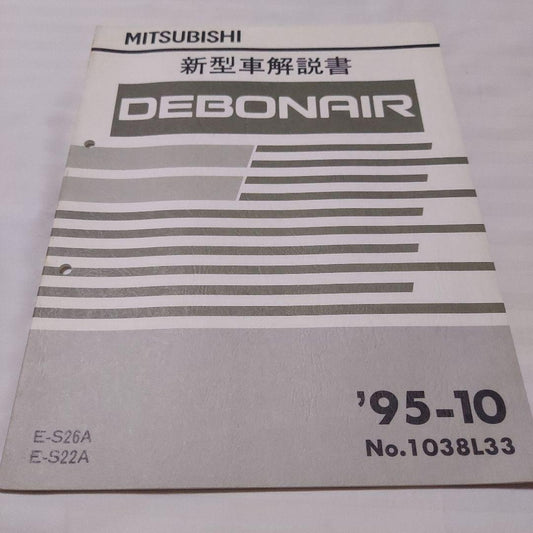 MITSUBISHI
新型車解説書
DEBONAIR
'95-10
No.1038L33
E-S26A
E-S22A